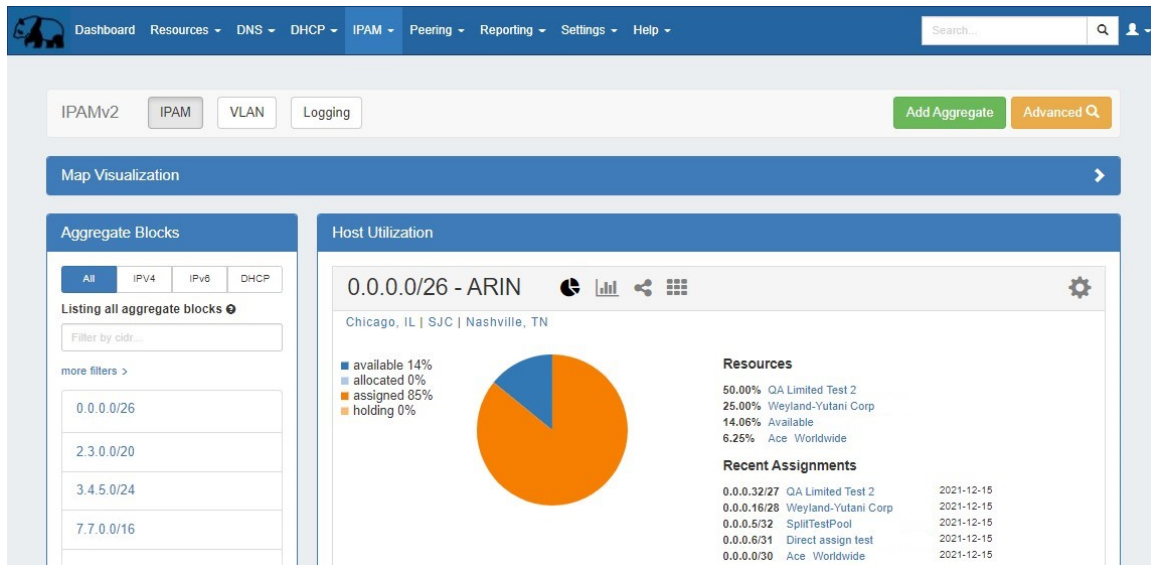 Dashboard Resources DNS DHCP IPAM Peering Reporting Settings Help Search...
IPAMv2 IPAM VLAN Logging Add Aggregate Advanced
Map Visualization
Aggregate Blocks
All IPV4 IPv6 DHCP
Listing all aggregate blocks
Filter by cidr...
more filters >
0.0.0.0/26
2.3.0.0/20
3.4.5.0/24
7.7.0.0/16
Host Utilization
0.0.0.0/26 - ARIN
Chicago, IL | SJC | Nashville, TN
available 14%
allocated 0%
assigned 85%
holding 0%
Resources
50.00% QA Limited Test 2
25.00% Weyland-Yutani Corp
14.06% Available
6.25% Ace Worldwide
Recent Assignments
0.0.0.32/27 QA Limited Test 2 2021-12-15
0.0.0.16/28 Weyland-Yutani Corp 2021-12-15
0.0.0.5/32 SplitTestPool 2021-12-15
0.0.0.6/31 Direct assign test 2021-12-15
0.0.0.0/30 Ace Worldwide 2021-12-15